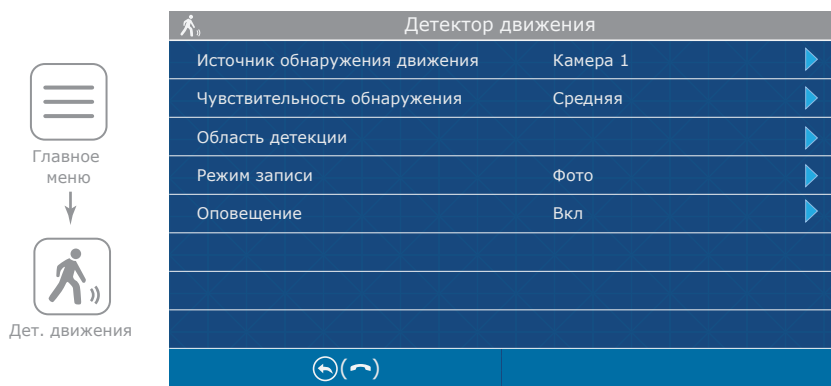 Детектор движения
Источник обнаружения движения Камера 1
Чувствительность обнаружения Средняя
Область детекции
Режим записи Фото
Оповещение Вкл
Главное
меню
Дет. движения